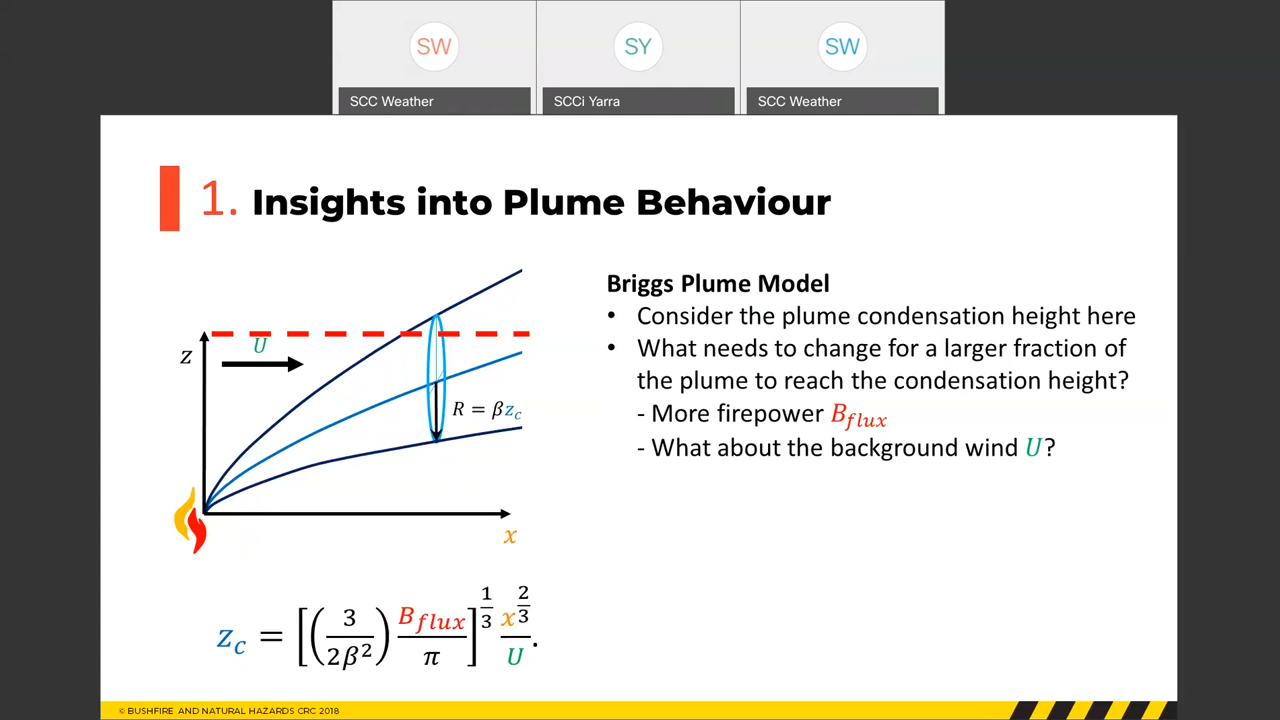 SW
SY
SW
SCC Weather
SCCi Yarra
SCC Weather
1. Insights into Plume Behaviour
Briggs Plume Model
• Consider the plume condensation height here
• What needs to change for a larger fraction of
the plume to reach the condensation height?
- More firepower B_flux
- What about the background wind U?
z
U
R = βz_c
x
z_c = [(3/2β²) B_flux/π]^(1/3) x^(2/3)/U.
© BUSHFIRE AND NATURAL HAZARDS CRC 2018